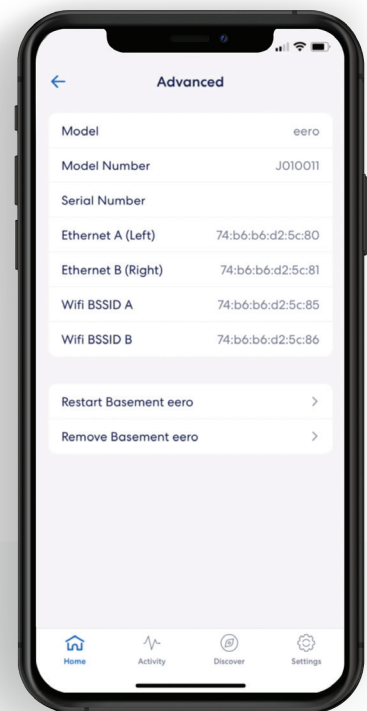 Advanced
Model eero
Model Number J010011
Serial Number
Ethernet A (Left) 74:b6:b6:d2:5c:80
Ethernet B (Right) 74:b6:b6:d2:5c:81
Wifi BSSID A 74:b6:b6:d2:5c:85
Wifi BSSID B 74:b6:b6:d2:5c:86
Restart Basement eero
Remove Basement eero
Home Activity Discover Settings